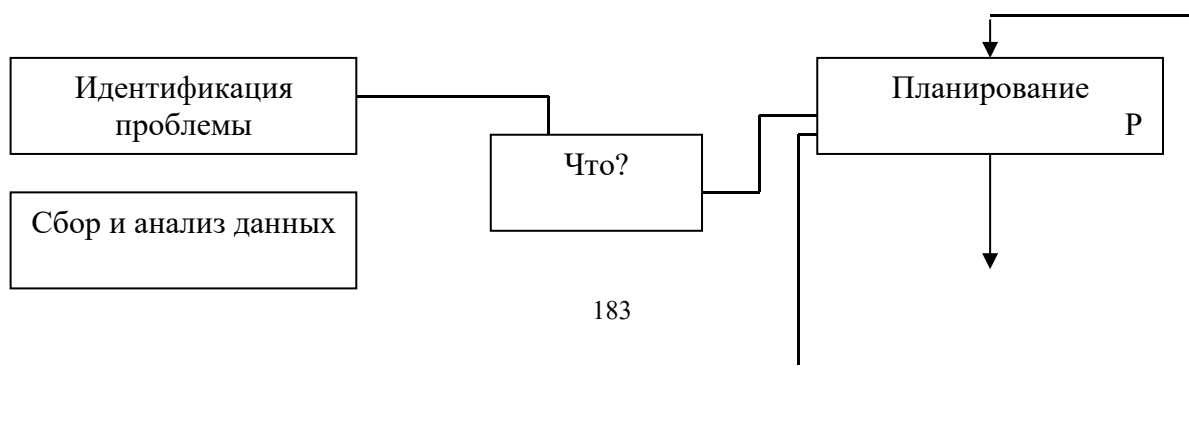 Идентификация
проблемы
Сбор и анализ данных
Что?
Планирование
P
183